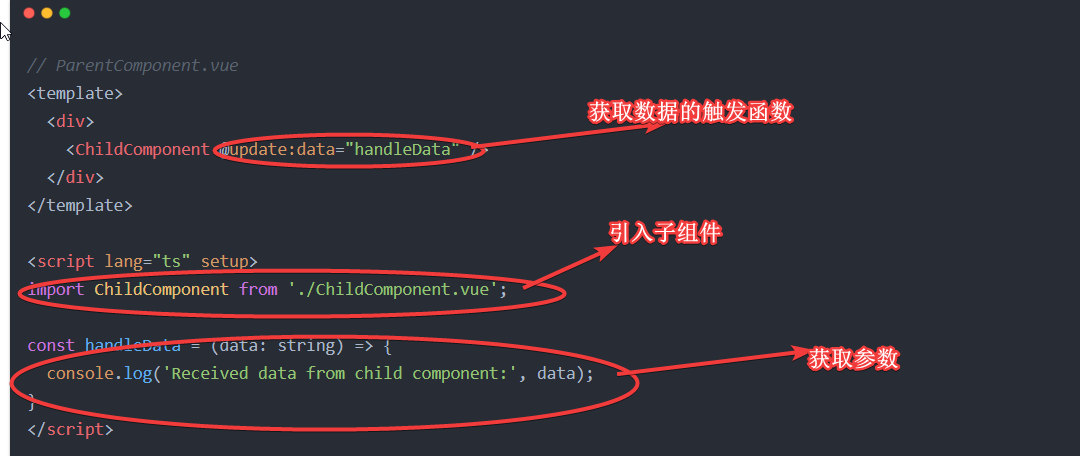 // ParentComponent.vue
<template>
  <div>
    <ChildComponent @update:data="handleData" />
  </div>
</template>
获取数据的触发函数
引入子组件
<script lang="ts" setup>
import ChildComponent from './ChildComponent.vue';
const handleData = (data: string) => {
  console.log('Received data from child component:', data);
}
</script>
获取参数